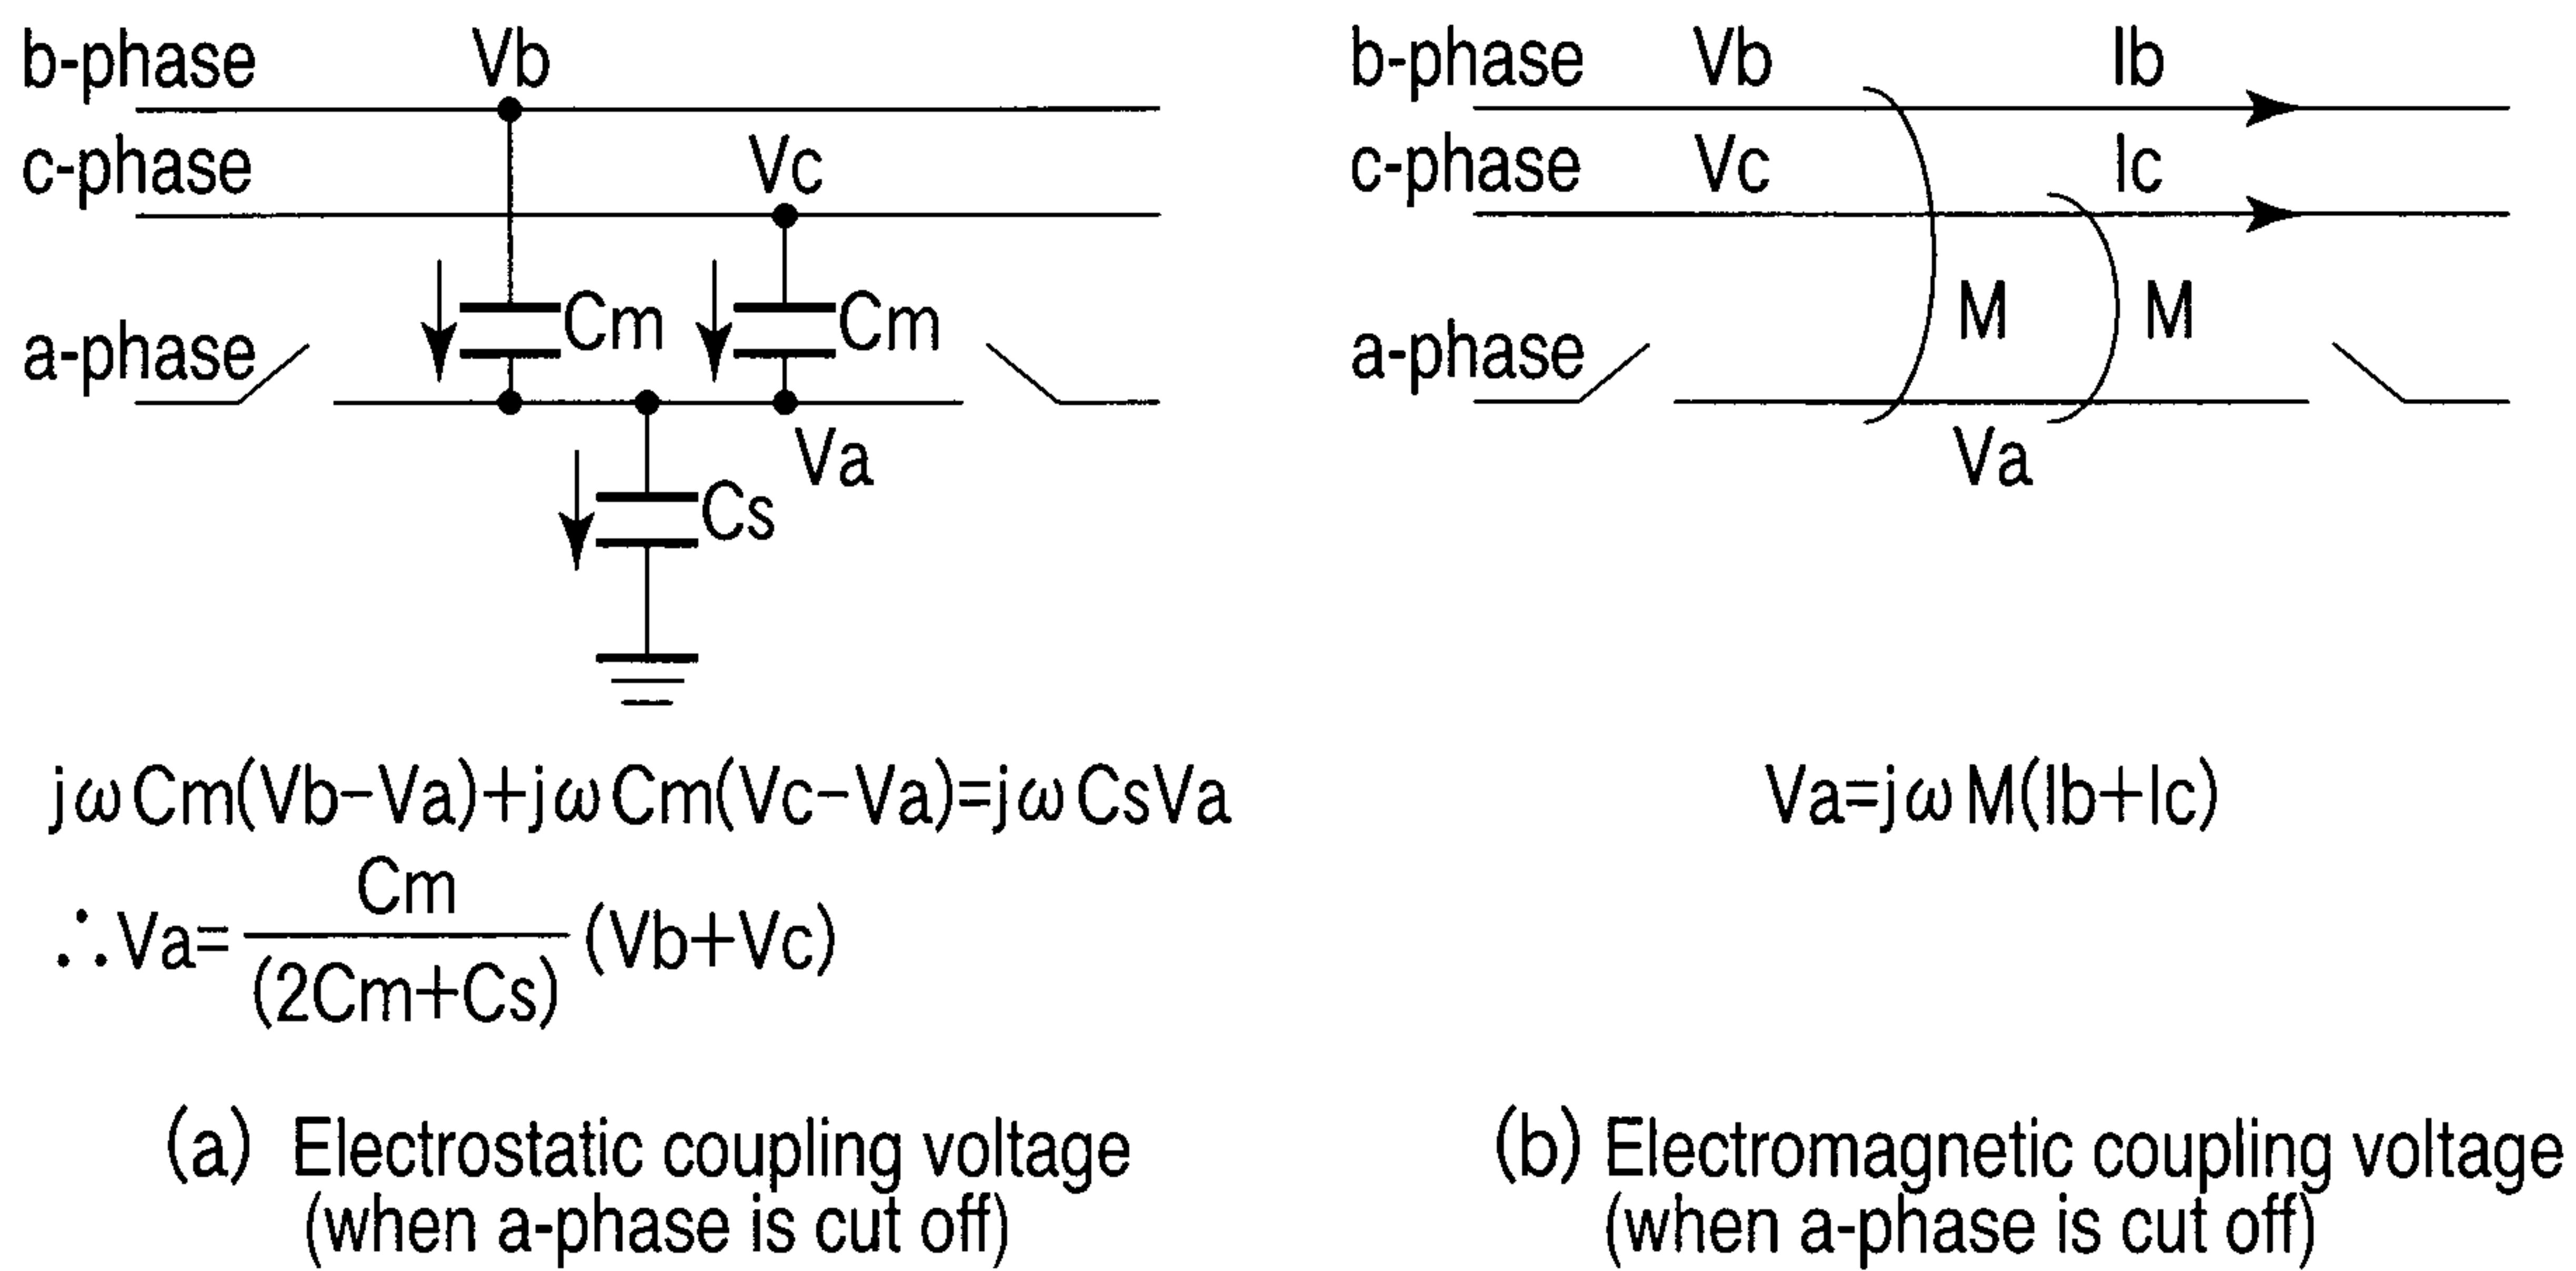 b-phase
Vb
c-phase
Vc
Cm
Cm
a-phase
Va
Cs
jωCm(Vb−Va)+jωCm(Vc−Va)=jωCsVa
∴Va=Cm/(2Cm+Cs)(Vb+Vc)
(a) Electrostatic coupling voltage
(when a-phase is cut off)
b-phase
Vb
Ib
c-phase
Vc
Ic
M
M
a-phase
Va
Va=jωM(Ib+Ic)
(b) Electromagnetic coupling voltage
(when a-phase is cut off)